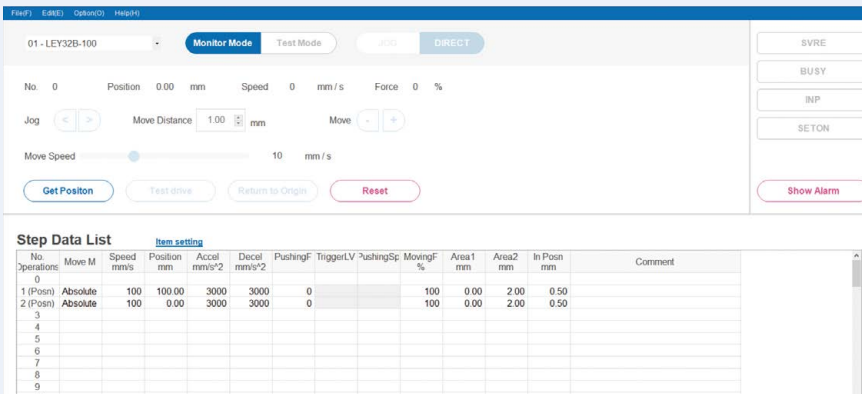 File(F) Edit(E) Option(O) Help(H)
01 - LEY32B-100 Monitor Mode Test Mode JOG DIRECT SVRE
BUSY
No. 0 Position 0.00 mm Speed 0 mm / s Force 0 %
INP
Jog < > Move Distance 1.00 mm Move - +
SETON
Move Speed 10 mm / s
Get Positon Test drive Return to Origin Reset Show Alarm
Step Data List Item setting
No. Move M Speed Position Accel Decel PushingF TriggerLV PushingSp MovingF Area1 Area2 In Posn Comment
Operations mm/s mm mm/s^2 mm/s^2 % mm mm mm
0
1 (Posn) Absolute 100 100.00 3000 3000 0 100 0.00 2.00 0.50
2 (Posn) Absolute 100 0.00 3000 3000 0 100 0.00 2.00 0.50
3
4
5
6
7
8
9